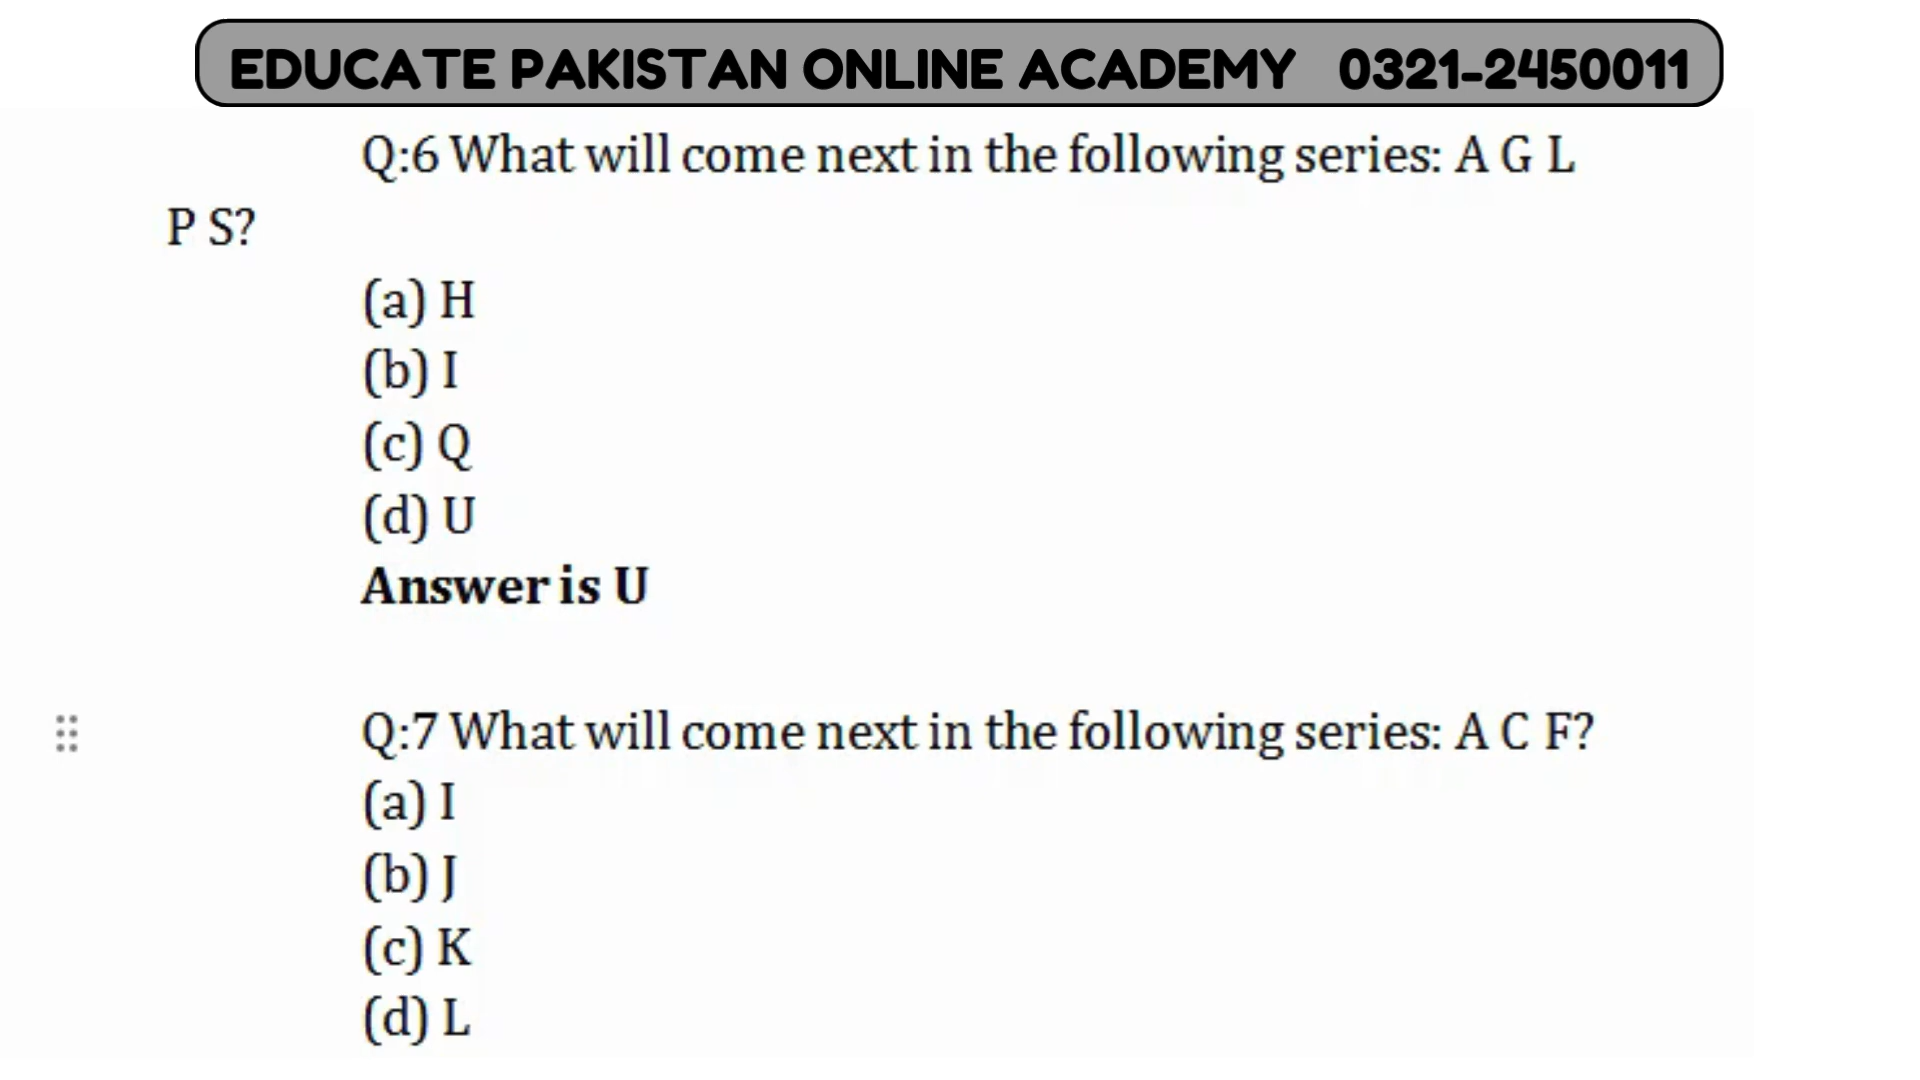 EDUCATE PAKISTAN ONLINE ACADEMY 0321-2450011
Q:6 What will come next in the following series: A G L
P S?
(a) H
(b) I
(c) Q
(d) U
Answer is U
Q:7 What will come next in the following series: A C F?
(a) I
(b) J
(c) K
(d) L